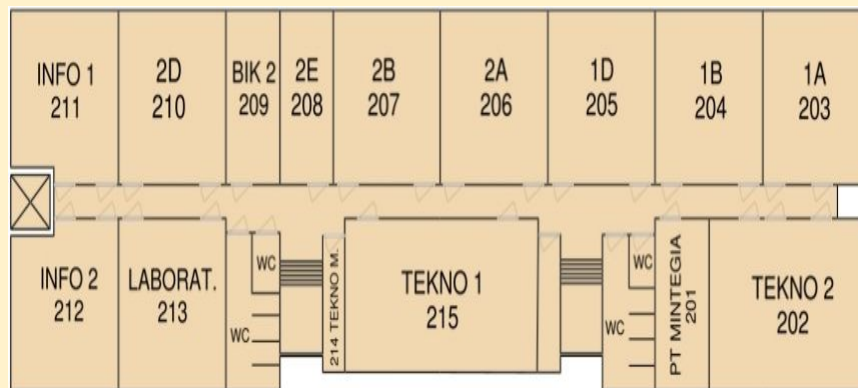 INFO 1
211
2D
210
BIK 2
209
2E
208
2B
207
2A
206
1D
205
1B
204
1A
203
INFO 2
212
LABORAT.
213
WC
WC
214 TEKNO M.
TEKNO 1
215
WC
WC
PT MINTEGIA
201
TEKNO 2
202